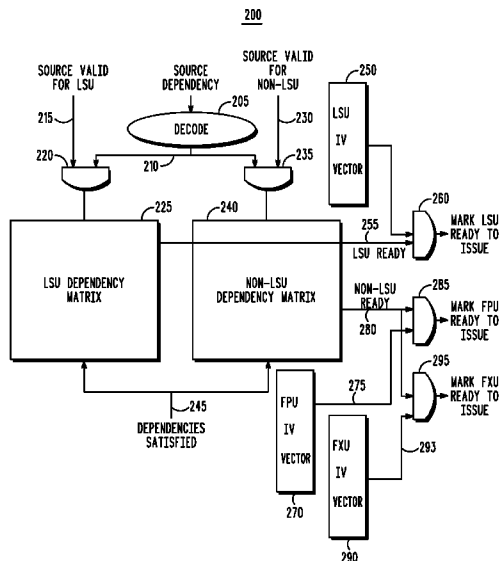 200
SOURCE VALID
FOR LSU
SOURCE
DEPENDENCY
SOURCE
VALID FOR
NON-LSU
215
205
230
250
DECODE
220
210
235
LSU
IV
VECTOR
225
240
260
MARK LSU
READY TO
ISSUE
255
LSU READY
LSU DEPENDENCY
MATRIX
NON-LSU
DEPENDENCY MATRIX
NON-LSU
READY
280
285
MARK FPU
READY TO
ISSUE
295
MARK FXU
READY TO
ISSUE
245
DEPENDENCIES
SATISFIED
275
FPU
IV
VECTOR
270
FXU
IV
VECTOR
293
290